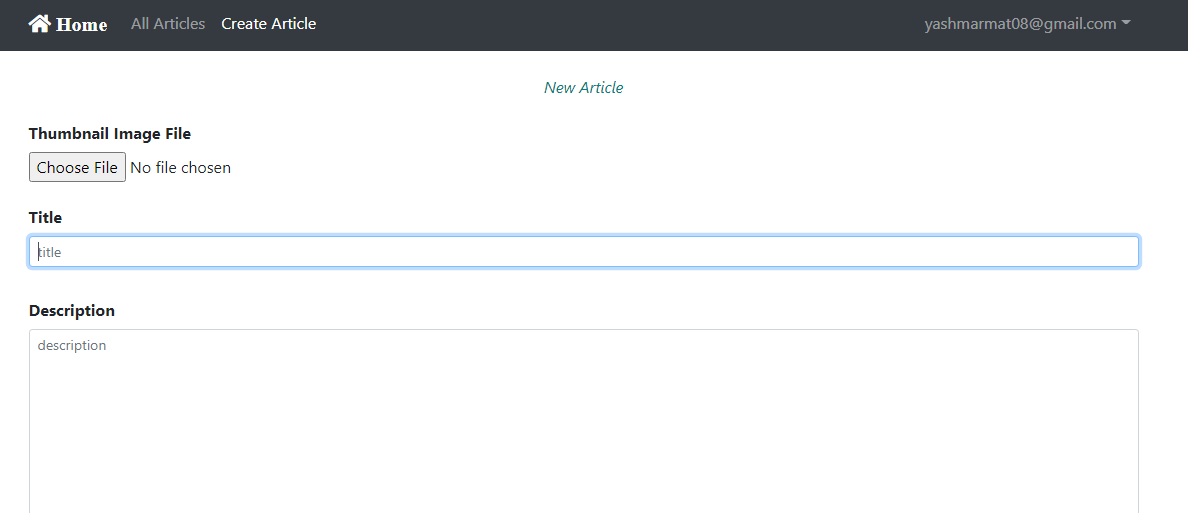 Home All Articles Create Article yashmarmat08@gmail.com
New Article
Thumbnail Image File
Choose File No file chosen
Title
title
Description
description